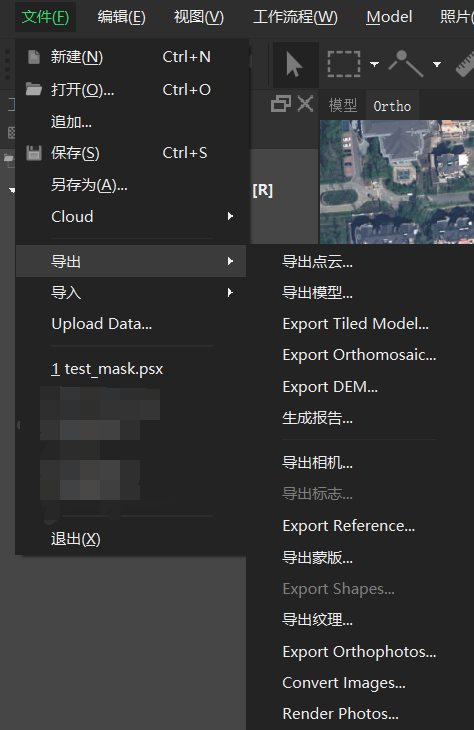 文件(F) 编辑(E) 视图(V) 工作流程(W) Model 照片
新建(N) Ctrl+N
打开(O)... Ctrl+O
追加...
保存(S) Ctrl+S
另存为(A)...
Cloud
导出
导入
Upload Data...
1 test_mask.psx
退出(X)
模型 Ortho
[R]
导出点云...
导出模型...
Export Tiled Model...
Export Orthomosaic...
Export DEM...
生成报告...
导出相机...
导出标志...
Export Reference...
导出蒙版...
Export Shapes...
导出纹理...
Export Orthophotos...
Convert Images...
Render Photos...